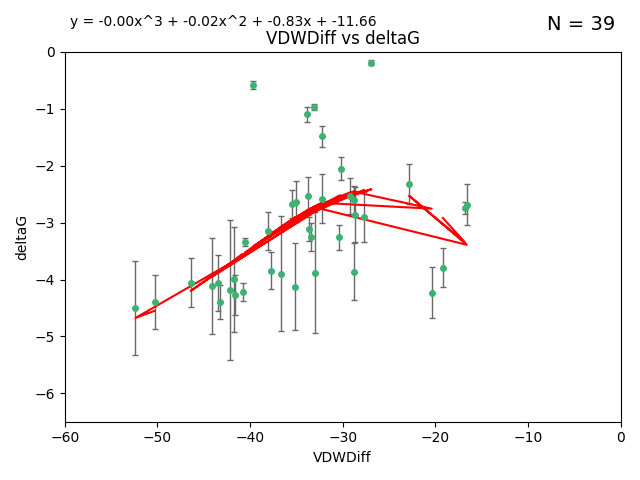 y = -0.00x^3 + -0.02x^2 + -0.83x + -11.66
N = 39
VDWDiff vs deltaG
0
−1
−2
−3
−4
−5
−6
deltaG
−60 −50 −40 −30 −20 −10 0
VDWDiff